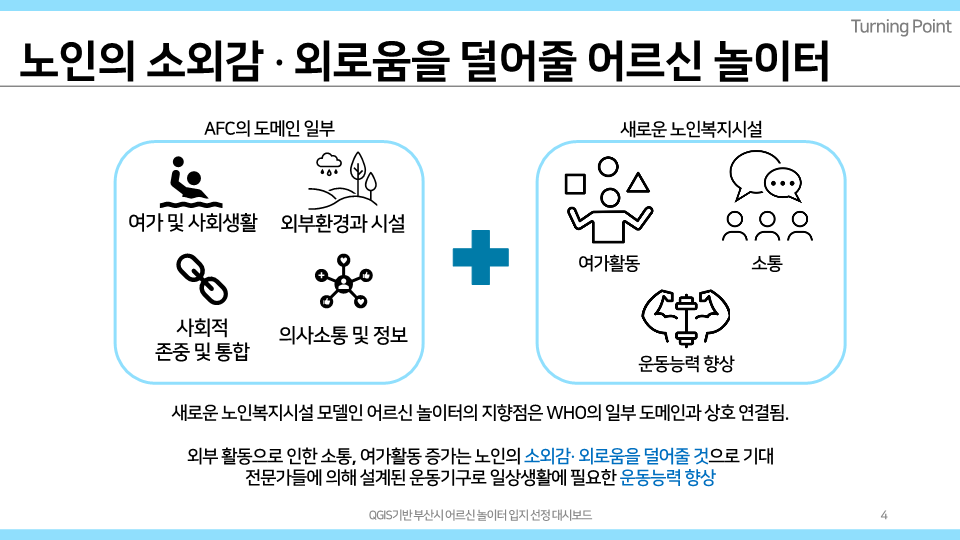 Turning Point
노인의 소외감 · 외로움을 덜어줄 어르신 놀이터
AFC의 도메인 일부
새로운 노인복지시설
여가 및 사회생활
외부환경과 시설
사회적
존중 및 통합
의사소통 및 정보
여가활동
소통
운동능력 향상
새로운 노인복지시설 모델인 어르신 놀이터의 지향점은 WHO의 일부 도메인과 상호 연결됨.
외부 활동으로 인한 소통, 여가활동 증가는 노인의 소외감· 외로움을 덜어줄 것으로 기대
전문가들에 의해 설계된 운동기구로 일상생활에 필요한 운동능력 향상
QGIS기반 부산시 어르신 놀이터 입지 선정 대시보드
4